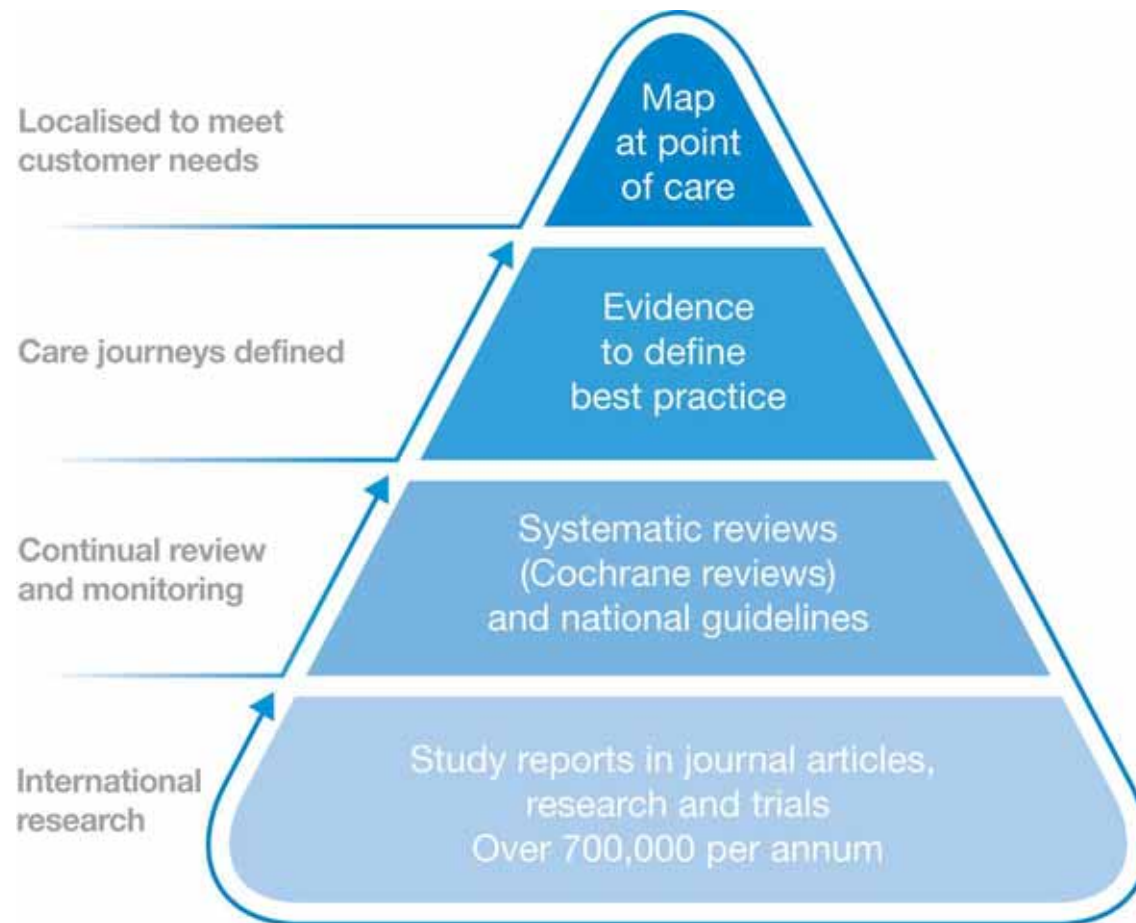 Localised to meet
customer needs
Map
at point
of care
Care journeys defined
Evidence
to define
best practice
Continual review
and monitoring
Systematic reviews
(Cochrane reviews)
and national guidelines
International
research
Study reports in journal articles,
research and trials
Over 700,000 per annum